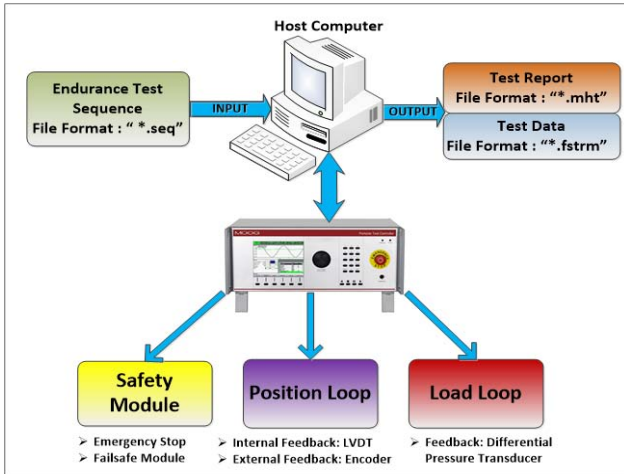 Host Computer
Endurance Test
Sequence
File Format : “ *.seq”
INPUT
OUTPUT
Test Report
File Format : “*.mht”
Test Data
File Format : “*.fstrm”
MOOG
Safety
Module
Position Loop
Load Loop
➢ Emergency Stop
➢ Failsafe Module
➢ Internal Feedback: LVDT
➢ External Feedback: Encoder
➢ Feedback: Differential
Pressure Transducer